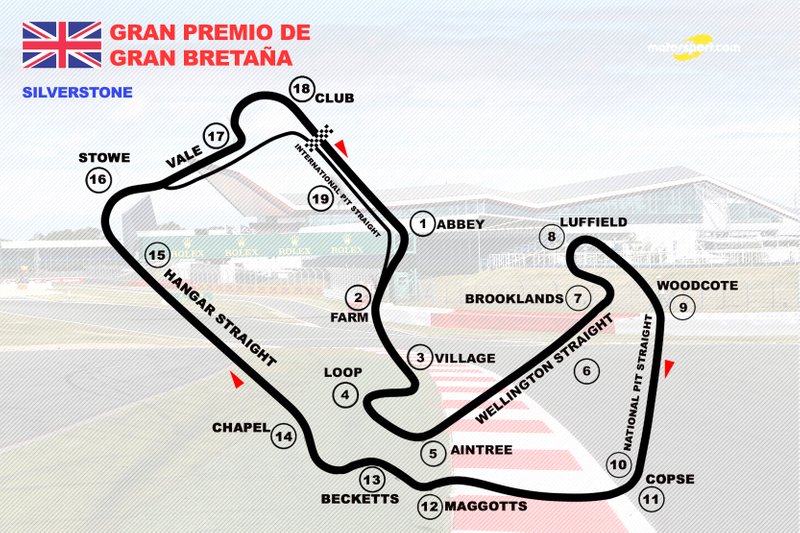 GRAN PREMIO DE
GRAN BRETAÑA
motorsport.com
SILVERSTONE
18 CLUB
17
VALE
STOWE
16
INTERNATIONAL PIT STRAIGHT
19
1 ABBEY
8
LUFFIELD
15
HANGAR STRAIGHT
2
FARM
BROOKLANDS 7
WOODCOTE
9
3 VILLAGE
LOOP
4
WELLINGTON STRAIGHT
6
NATIONAL PIT STRAIGHT
CHAPEL 14
5
AINTREE
10
COPSE
11
13
BECKETTS
12 MAGGOTTS
ROLEX
ROLEX
ROLEX